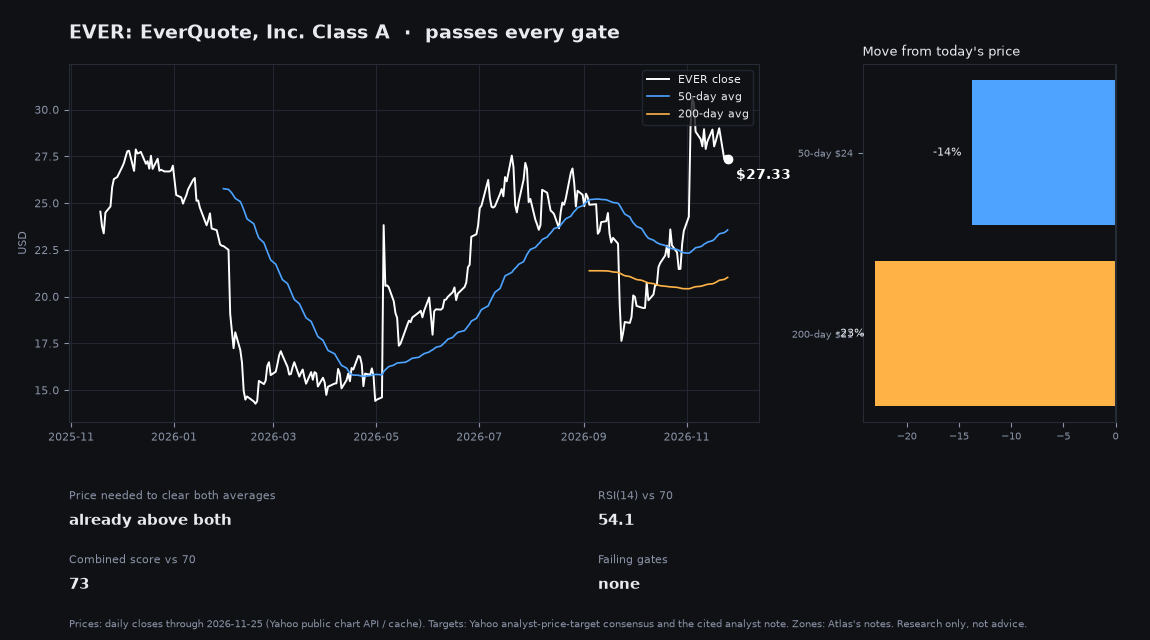 EVER: EverQuote, Inc. Class A · passes every gate
Move from today's price
EVER close
50-day avg
200-day avg
30.0
27.5
25.0
22.5
20.0
17.5
15.0
USD
$27.33
2025-11
2026-01
2026-03
2026-05
2026-07
2026-09
2026-11
50-day $24
-14%
200-day
-23%
−20
−15
−10
−5
0
Price needed to clear both averages
already above both
RSI(14) vs 70
54.1
Combined score vs 70
73
Failing gates
none
Prices: daily closes through 2026-11-25 (Yahoo public chart API / cache). Targets: Yahoo analyst-price-target consensus and the cited analyst note. Zones: Atlas's notes. Research only, not advice.